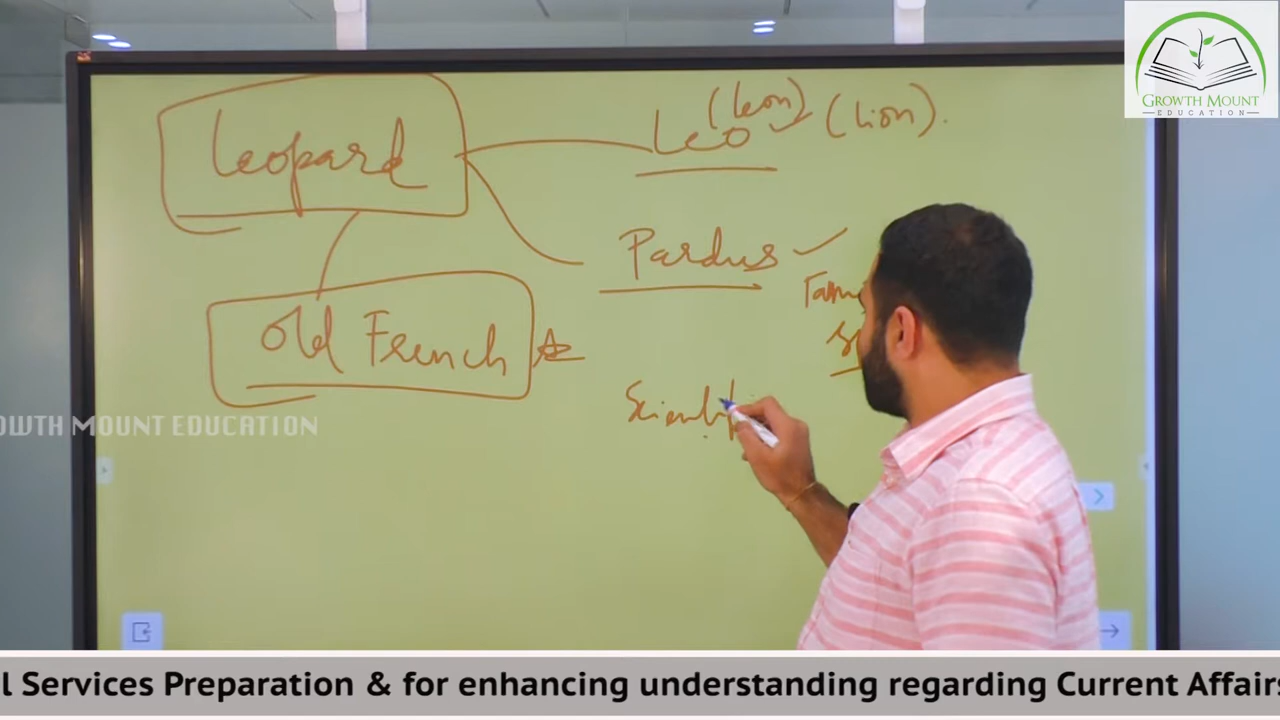 GROWTH MOUNT
EDUCATION
(leon)
Leo (Lion).
Leopard
Pardus
Old French
OWTH MOUNT EDUCATION
l Services Preparation & for enhancing understanding regarding Current Affairs